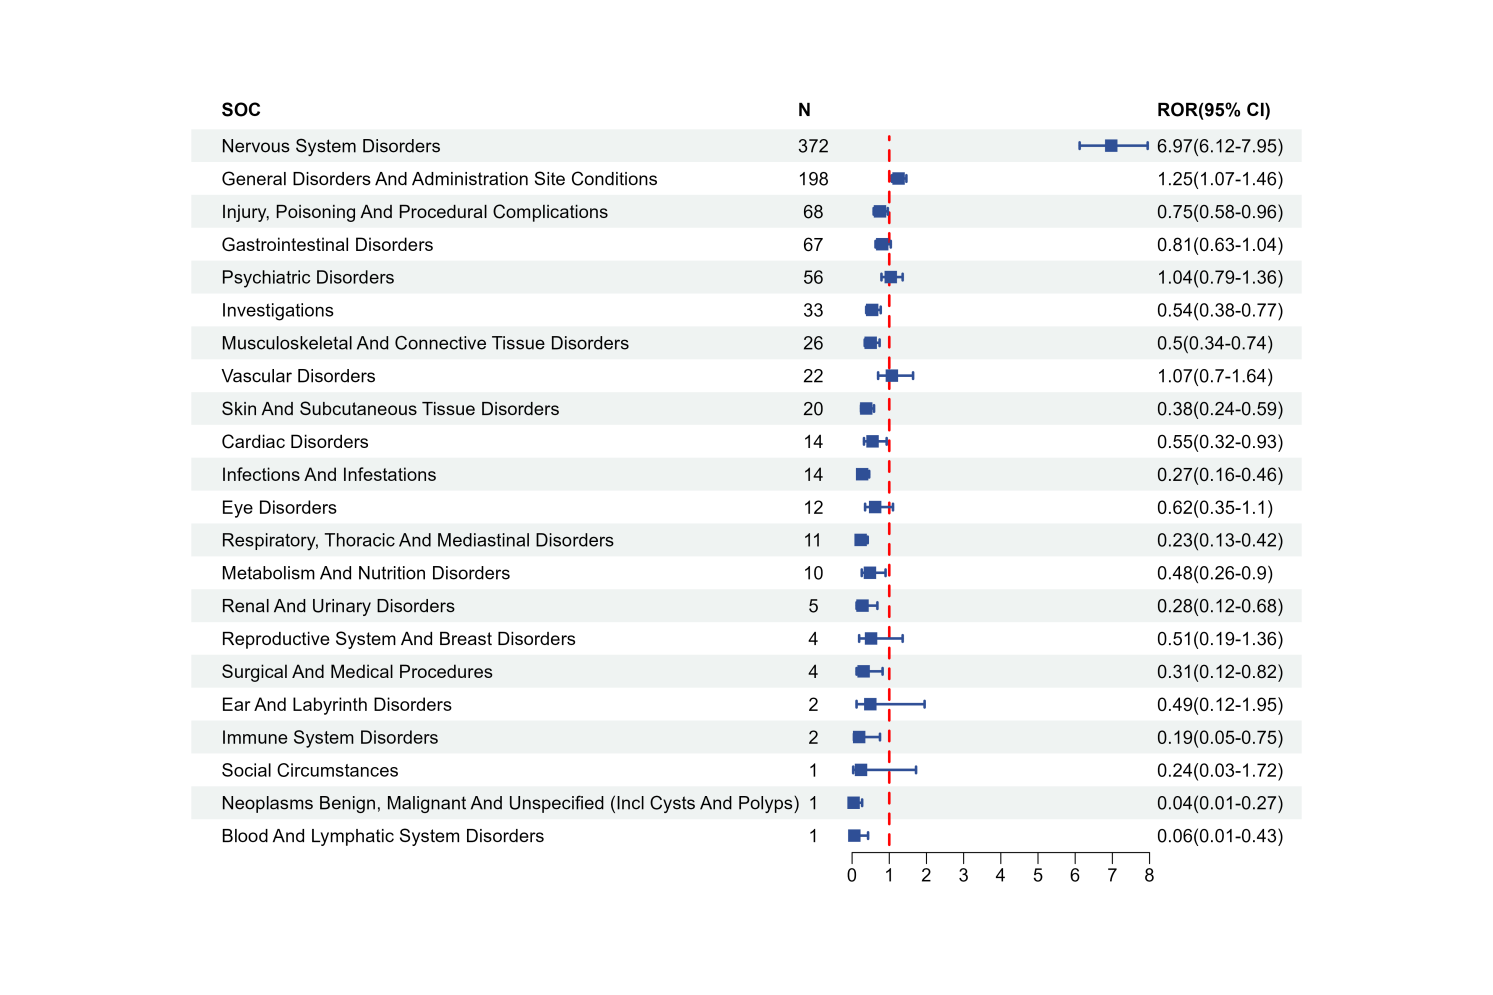 SOC N ROR(95% CI)
Nervous System Disorders 372 6.97(6.12-7.95)
General Disorders And Administration Site Conditions 198 1.25(1.07-1.46)
Injury, Poisoning And Procedural Complications 68 0.75(0.58-0.96)
Gastrointestinal Disorders 67 0.81(0.63-1.04)
Psychiatric Disorders 56 1.04(0.79-1.36)
Investigations 33 0.54(0.38-0.77)
Musculoskeletal And Connective Tissue Disorders 26 0.5(0.34-0.74)
Vascular Disorders 22 1.07(0.7-1.64)
Skin And Subcutaneous Tissue Disorders 20 0.38(0.24-0.59)
Cardiac Disorders 14 0.55(0.32-0.93)
Infections And Infestations 14 0.27(0.16-0.46)
Eye Disorders 12 0.62(0.35-1.1)
Respiratory, Thoracic And Mediastinal Disorders 11 0.23(0.13-0.42)
Metabolism And Nutrition Disorders 10 0.48(0.26-0.9)
Renal And Urinary Disorders 5 0.28(0.12-0.68)
Reproductive System And Breast Disorders 4 0.51(0.19-1.36)
Surgical And Medical Procedures 4 0.31(0.12-0.82)
Ear And Labyrinth Disorders 2 0.49(0.12-1.95)
Immune System Disorders 2 0.19(0.05-0.75)
Social Circumstances 1 0.24(0.03-1.72)
Neoplasms Benign, Malignant And Unspecified (Incl Cysts And Polyps) 1 0.04(0.01-0.27)
Blood And Lymphatic System Disorders 1 0.06(0.01-0.43)
0 1 2 3 4 5 6 7 8